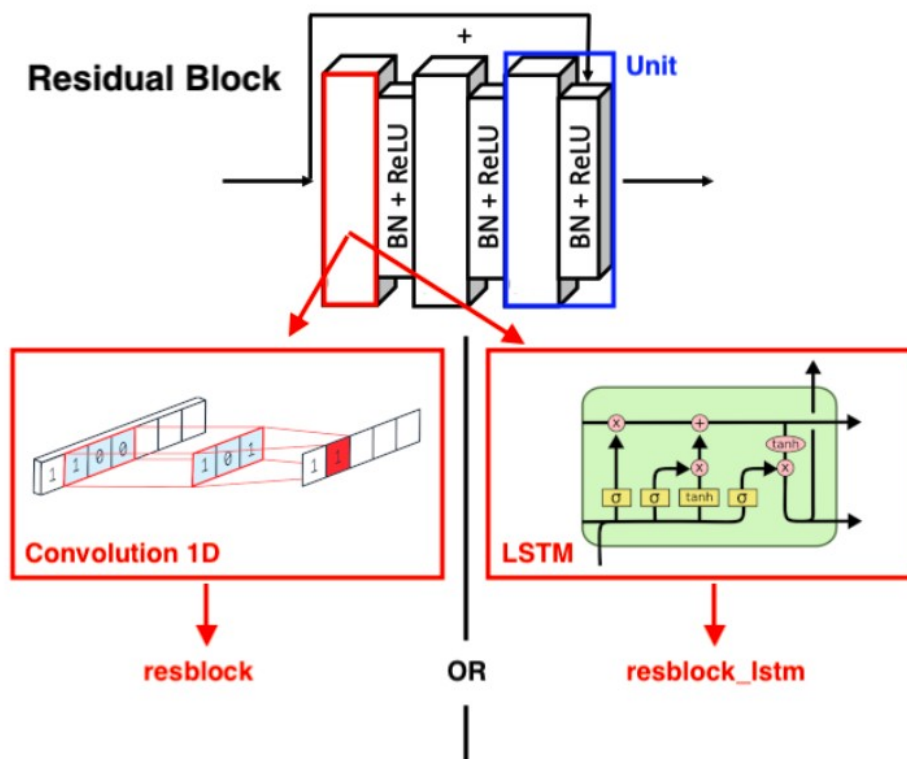 +
Residual Block
Unit
BN + ReLU
BN + ReLU
BN + ReLU
1 1 0 0
1 0 1
1 1
Convolution 1D
x
+
tanh
x
x
σ
σ
tanh
σ
LSTM
resblock
OR
resblock_lstm